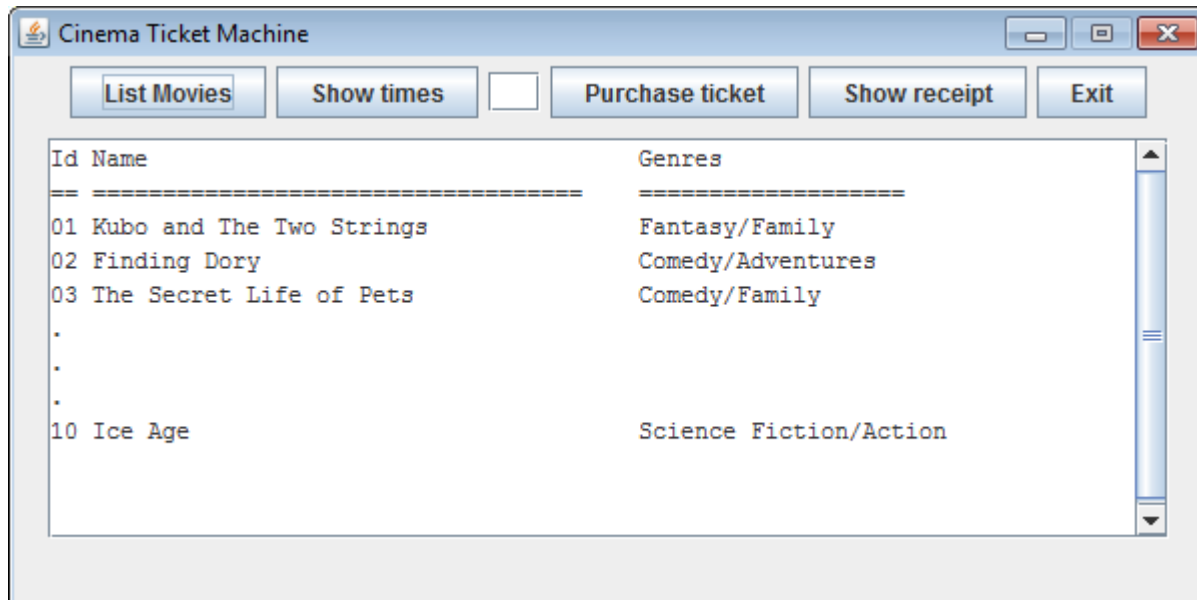 Cinema Ticket Machine
List Movies Show times Purchase ticket Show receipt Exit
Id Name Genres
== =================================== ===================
01 Kubo and The Two Strings Fantasy/Family
02 Finding Dory Comedy/Adventures
03 The Secret Life of Pets Comedy/Family
.
.
.
10 Ice Age Science Fiction/Action